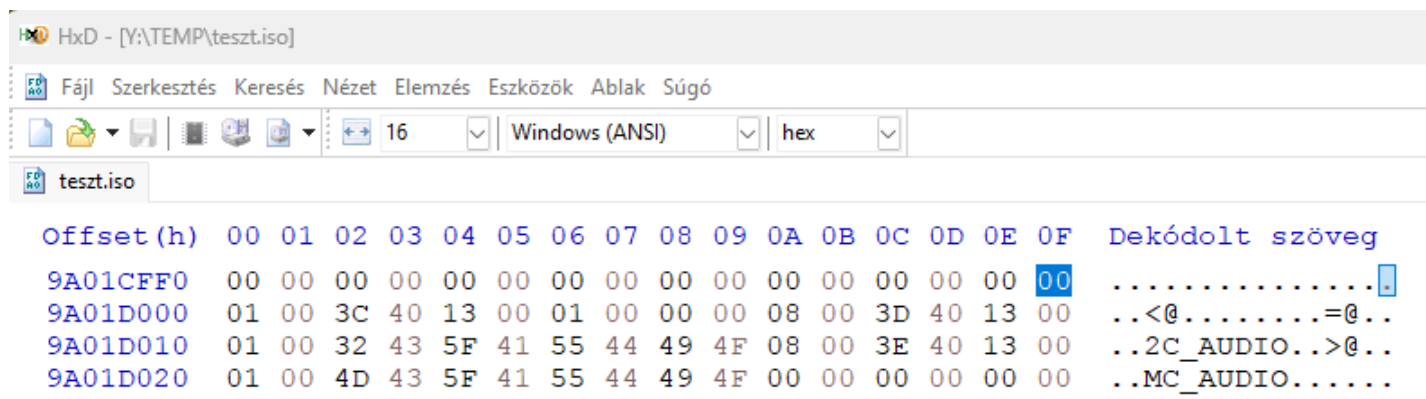 HxD - [Y:\TEMP\teszt.iso]
Fájl Szerkesztés Keresés Nézet Elemzés Eszközök Ablak Súgó
16 Windows (ANSI) hex
teszt.iso
Offset(h) 00 01 02 03 04 05 06 07 08 09 0A 0B 0C 0D 0E 0F Dekódolt szöveg
9A01CFF0 00 00 00 00 00 00 00 00 00 00 00 00 00 00 00 00 ................
9A01D000 01 00 3C 40 13 00 01 00 00 00 08 00 3D 40 13 00 ..<@........=@..
9A01D010 01 00 32 43 5F 41 55 44 49 4F 08 00 3E 40 13 00 ..2C_AUDIO..>@..
9A01D020 01 00 4D 43 5F 41 55 44 49 4F 00 00 00 00 00 00 ..MC_AUDIO......